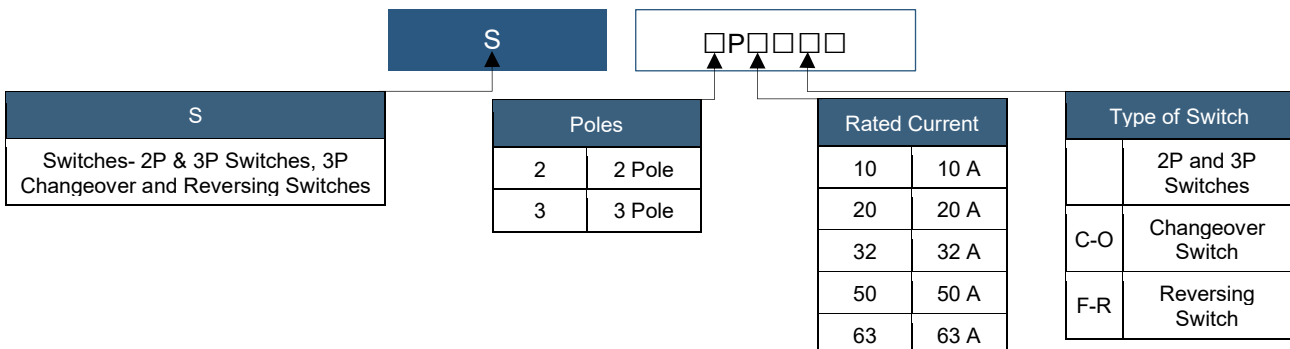 S
□P□□□□
S
Switches- 2P & 3P Switches, 3P
Changeover and Reversing Switches
Poles
2 2 Pole
3 3 Pole
Rated Current
10 10 A
20 20 A
32 32 A
50 50 A
63 63 A
Type of Switch
2P and 3P
Switches
C-O Changeover
Switch
F-R Reversing
Switch